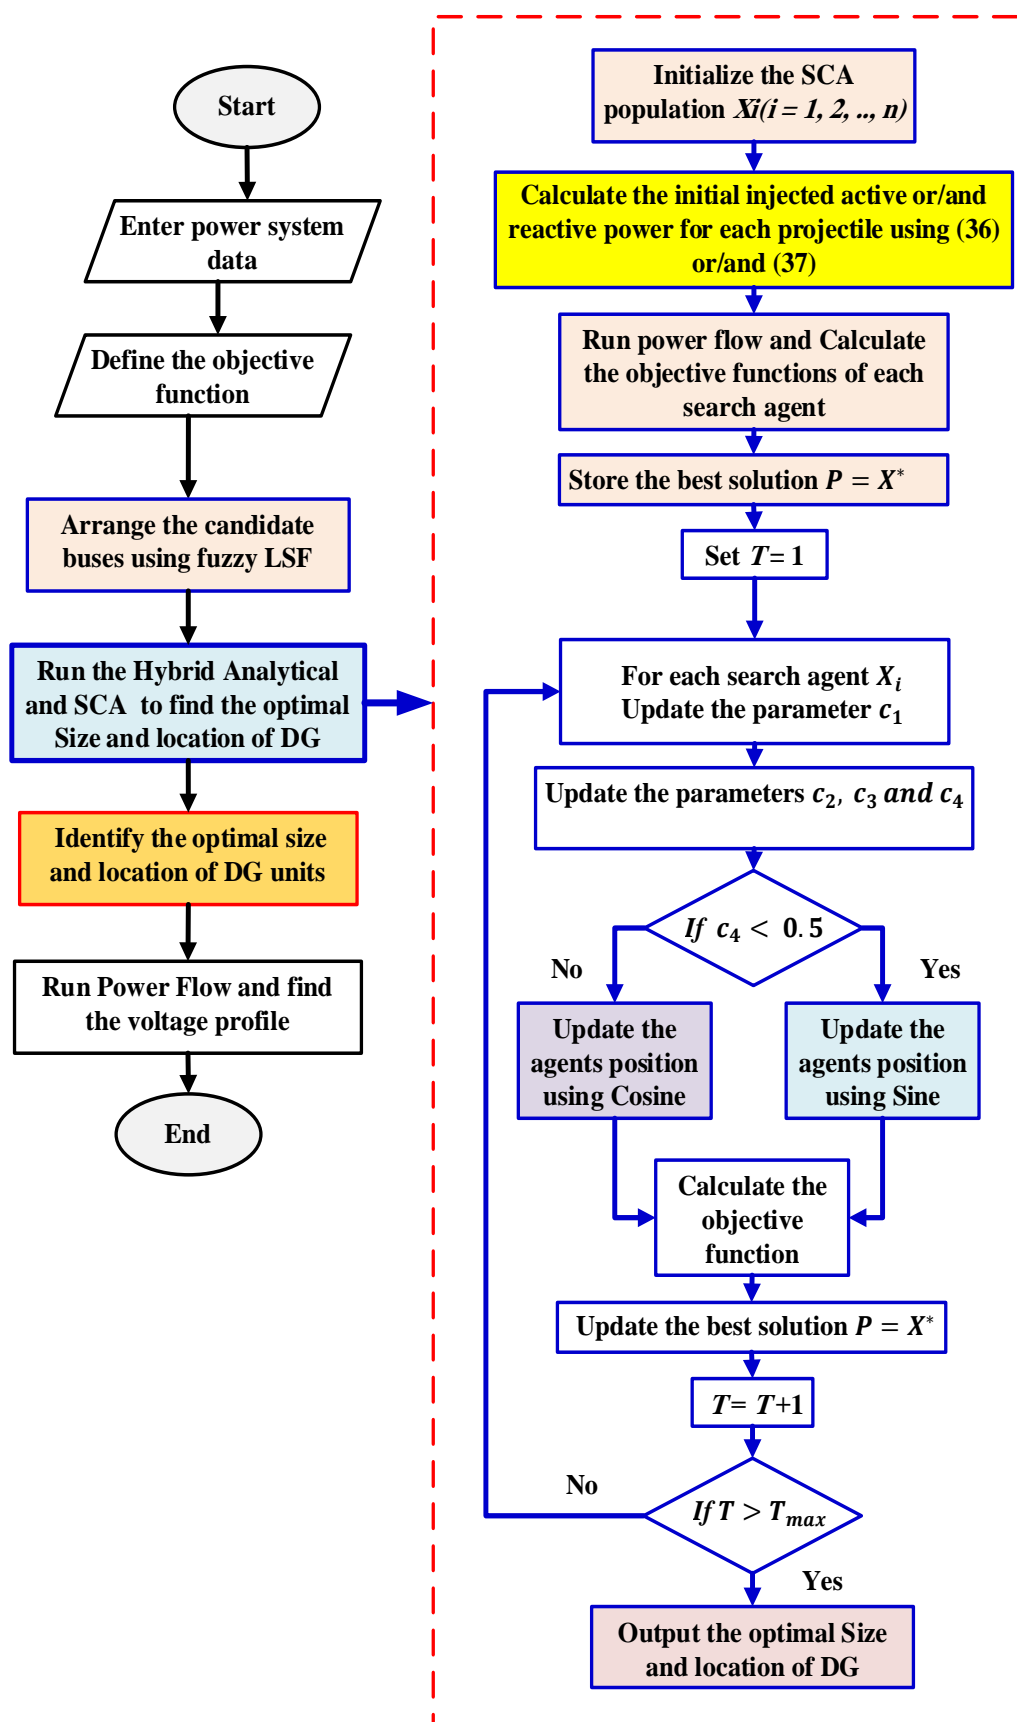 Start
Enter power system
data
Define the objective
function
Arrange the candidate
buses using fuzzy LSF
Run the Hybrid Analytical
and SCA to find the optimal
Size and location of DG
Identify the optimal size
and location of DG units
Run Power Flow and find
the voltage profile
End
Initialize the SCA
population Xi(i = 1, 2, .., n)
Calculate the initial injected active or/and
reactive power for each projectile using (36)
or/and (37)
Run power flow and Calculate
the objective functions of each
search agent
Store the best solution P = X*
Set T= 1
For each search agent X_i
Update the parameter c_1
Update the parameters c_2, c_3 and c_4
If c_4 < 0.5
No
Yes
Update the
agents position
using Cosine
Update the
agents position
using Sine
Calculate the
objective
function
Update the best solution P = X*
T= T+1
No
If T > T_max
Yes
Output the optimal Size
and location of DG